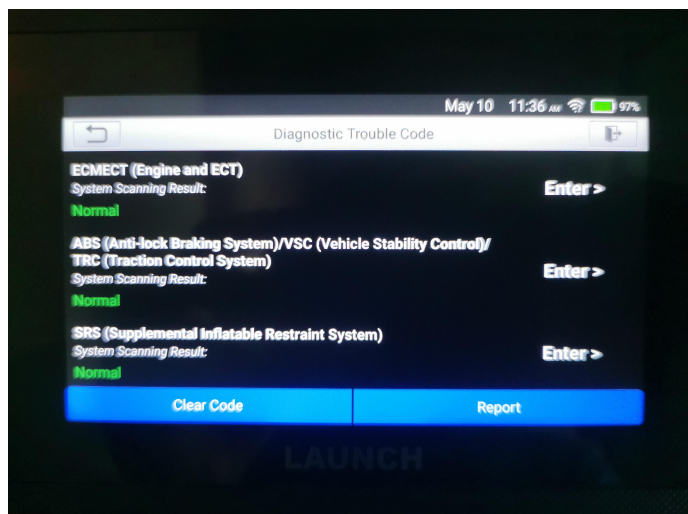 May 10 11:36 AM 97%
Diagnostic Trouble Code
ECMECT (Engine and ECT)
System Scanning Result:
Enter >
Normal
ABS (Anti-lock Braking System)/VSC (Vehicle Stability Control)/
TRC (Traction Control System)
System Scanning Result:
Enter >
Normal
SRS (Supplemental Inflatable Restraint System)
System Scanning Result:
Enter >
Normal
Clear Code
Report
LAUNCH